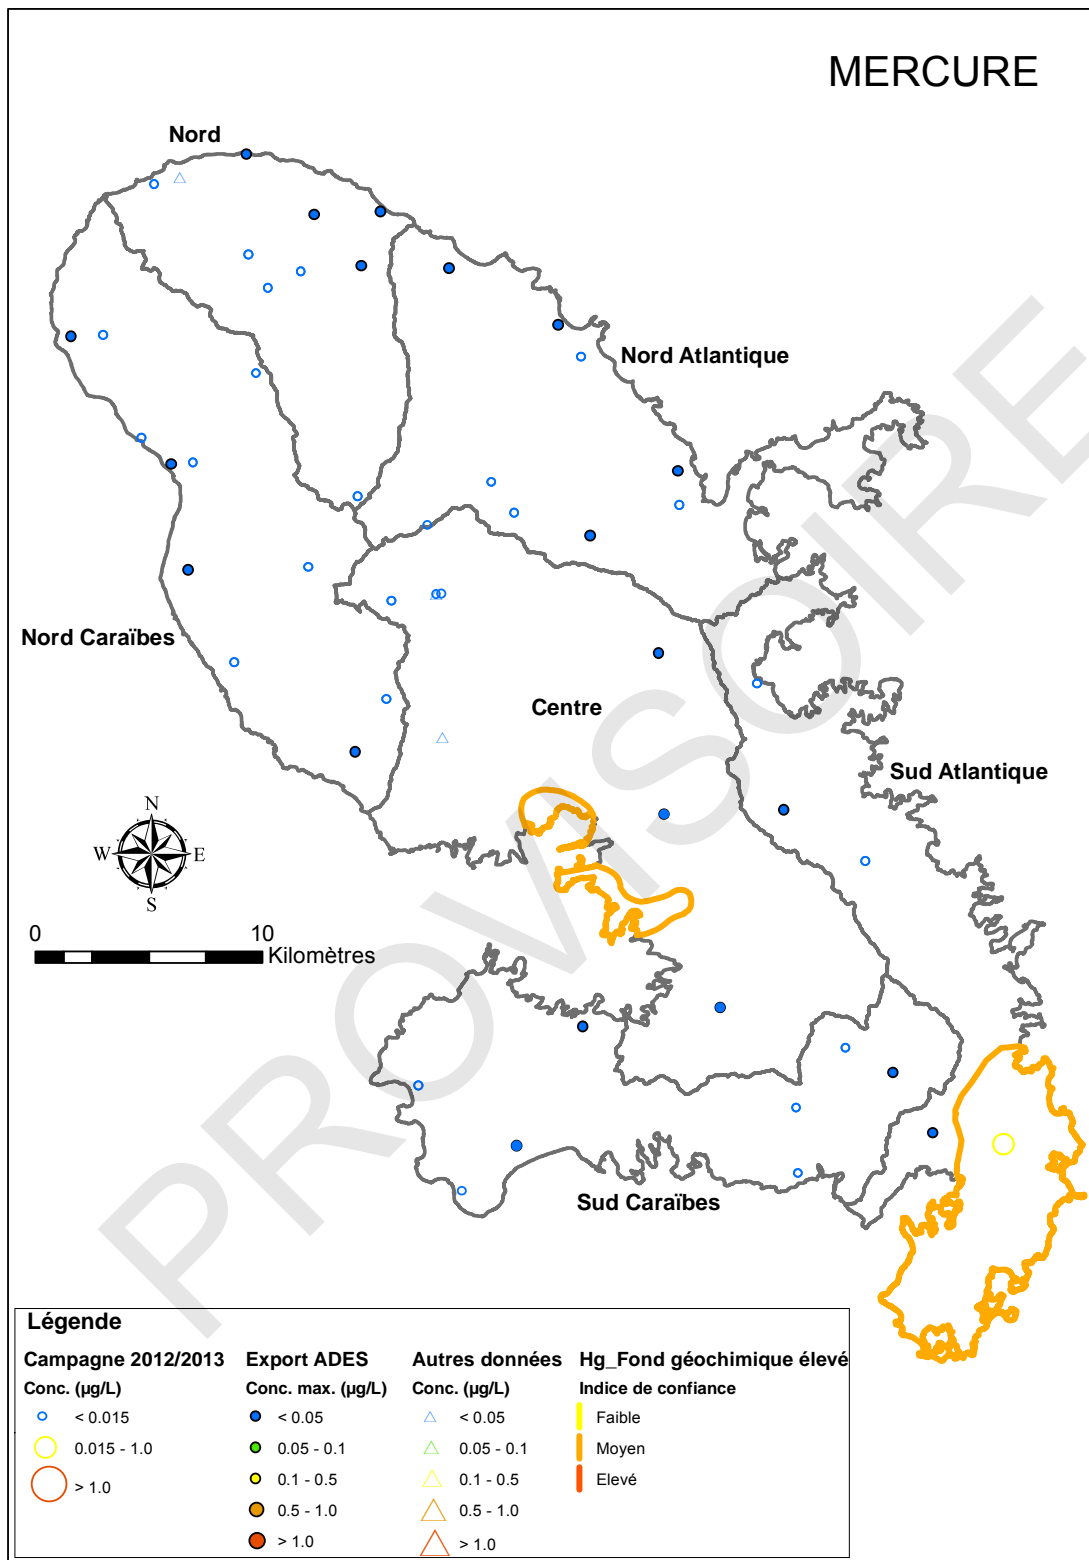 MERCURE
Nord
Nord Atlantique
Nord Caraïbes
Centre
Sud Atlantique
N
W E
S
0 10
Kilomètres
Sud Caraïbes
PROVISOIRE
Légende
Campagne 2012/2013 Export ADES Autres données Hg_Fond géochimique élevé
Conc. (µg/L) Conc. max. (µg/L) Conc. (µg/L) Indice de confiance
< 0.015 < 0.05 < 0.05 Faible
0.015 - 1.0 0.05 - 0.1 0.05 - 0.1 Moyen
> 1.0 0.1 - 0.5 0.1 - 0.5 Elevé
0.5 - 1.0 0.5 - 1.0
> 1.0 > 1.0